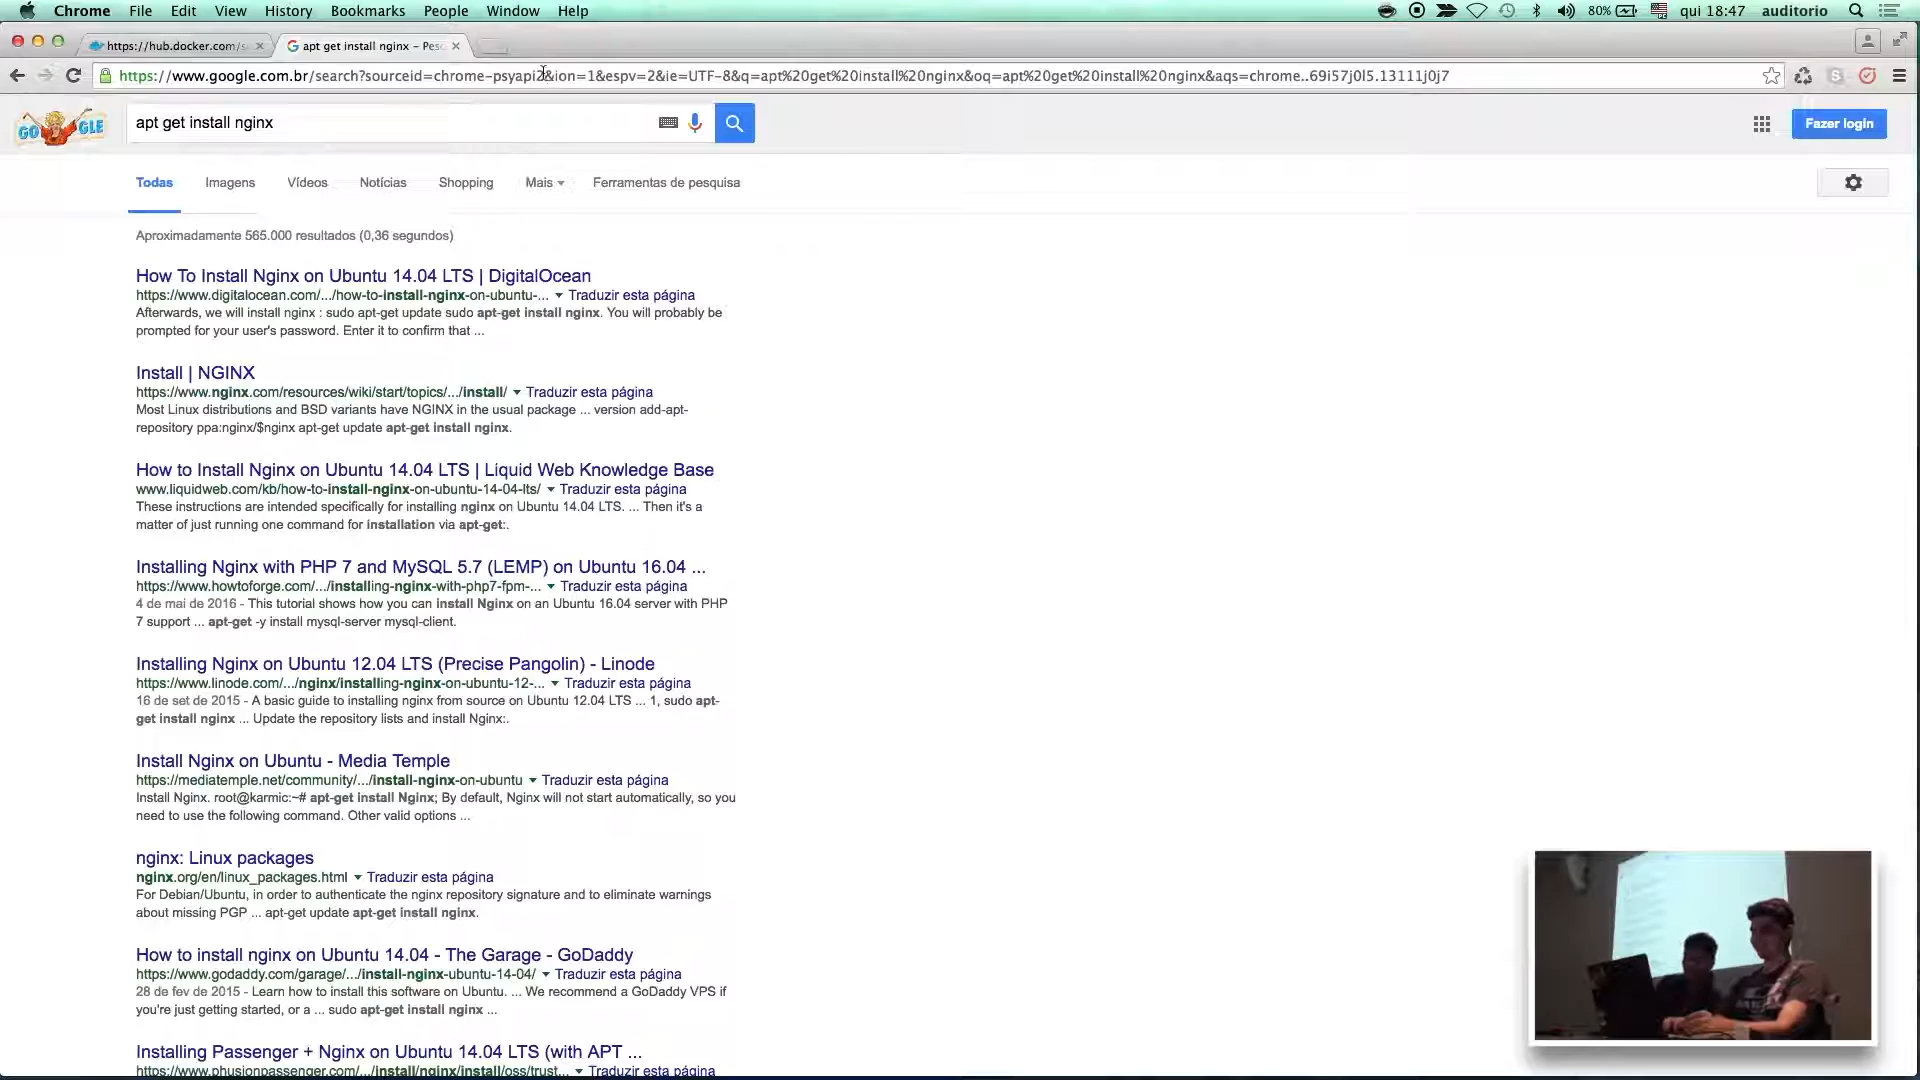 Chrome File Edit View History Bookmarks People Window Help 80% qui 18:47 auditorio
https://hub.docker.com/s
apt get install nginx - Pesq
https://www.google.com.br/search?sourceid=chrome-psyapi2&ion=1&espv=2&ie=UTF-8&q=apt%20get%20install%20nginx&oq=apt%20get%20install%20nginx&aqs=chrome..69i57j0l5.13111j0j7
GOOGLE apt get install nginx Fazer login
Todas Imagens Vídeos Notícias Shopping Mais Ferramentas de pesquisa
Aproximadamente 565.000 resultados (0,36 segundos)
How To Install Nginx on Ubuntu 14.04 LTS | DigitalOcean
https://www.digitalocean.com/.../how-to-install-nginx-on-ubuntu-... Traduzir esta página
Afterwards, we will install nginx : sudo apt-get update sudo apt-get install nginx. You will probably be
prompted for your user's password. Enter it to confirm that ...
Install | NGINX
https://www.nginx.com/resources/wiki/start/topics/.../install/ Traduzir esta página
Most Linux distributions and BSD variants have NGINX in the usual package ... version add-apt-
repository ppa:nginx/$nginx apt-get update apt-get install nginx.
How to Install Nginx on Ubuntu 14.04 LTS | Liquid Web Knowledge Base
www.liquidweb.com/kb/how-to-install-nginx-on-ubuntu-14-04-lts/ Traduzir esta página
These instructions are intended specifically for installing nginx on Ubuntu 14.04 LTS. ... Then it's a
matter of just running one command for installation via apt-get:.
Installing Nginx with PHP 7 and MySQL 5.7 (LEMP) on Ubuntu 16.04 ...
https://www.howtoforge.com/.../installing-nginx-with-php7-fpm-... Traduzir esta página
4 de mai de 2016 - This tutorial shows how you can install Nginx on an Ubuntu 16.04 server with PHP
7 support ... apt-get -y install mysql-server mysql-client.
Installing Nginx on Ubuntu 12.04 LTS (Precise Pangolin) - Linode
https://www.linode.com/.../nginx/installing-nginx-on-ubuntu-12-... Traduzir esta página
16 de set de 2015 - A basic guide to installing nginx from source on Ubuntu 12.04 LTS ... 1, sudo apt-
get install nginx ... Update the repository lists and install Nginx:.
Install Nginx on Ubuntu - Media Temple
https://mediatemple.net/community/.../install-nginx-on-ubuntu Traduzir esta página
Install Nginx. root@karmic:~# apt-get install Nginx; By default, Nginx will not start automatically, so you
need to use the following command. Other valid options ...
nginx: Linux packages
nginx.org/en/linux_packages.html Traduzir esta página
For Debian/Ubuntu, in order to authenticate the nginx repository signature and to eliminate warnings
about missing PGP ... apt-get update apt-get install nginx.
How to install nginx on Ubuntu 14.04 - The Garage - GoDaddy
https://www.godaddy.com/garage/.../install-nginx-ubuntu-14-04/ Traduzir esta página
28 de fev de 2015 - Learn how to install this software on Ubuntu. ... We recommend a GoDaddy VPS if
you're just getting started, or a ... sudo apt-get install nginx ...
Installing Passenger + Nginx on Ubuntu 14.04 LTS (with APT ...
https://www.phusionpassenger.com/.../install/nginx/install/oss/trust... Traduzir esta página